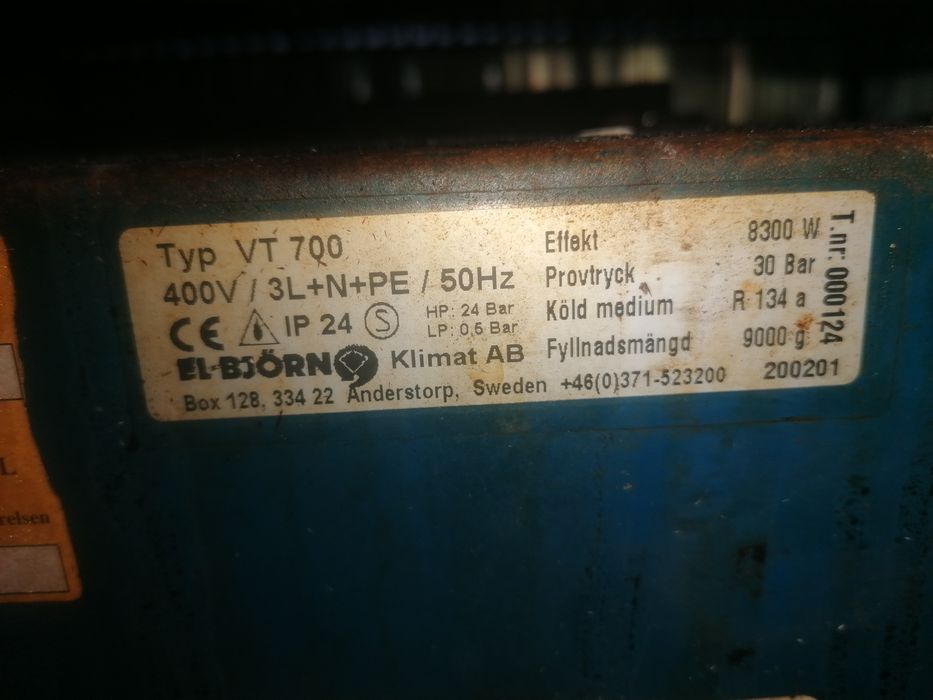 Typ VT 700
400V / 3L+N+PE / 50Hz
CE IP 24 S
HP: 24 Bar
LP: 0,5 Bar
EL-BJÖRN Klimat AB
Box 128, 334 22 Anderstorp, Sweden +46(0)371-523200
Effekt 8300 W
Provtryck 30 Bar
Köld medium R 134 a
Fyllnadsmängd 9000 g
200201
T.nr. 000124
L
relsen